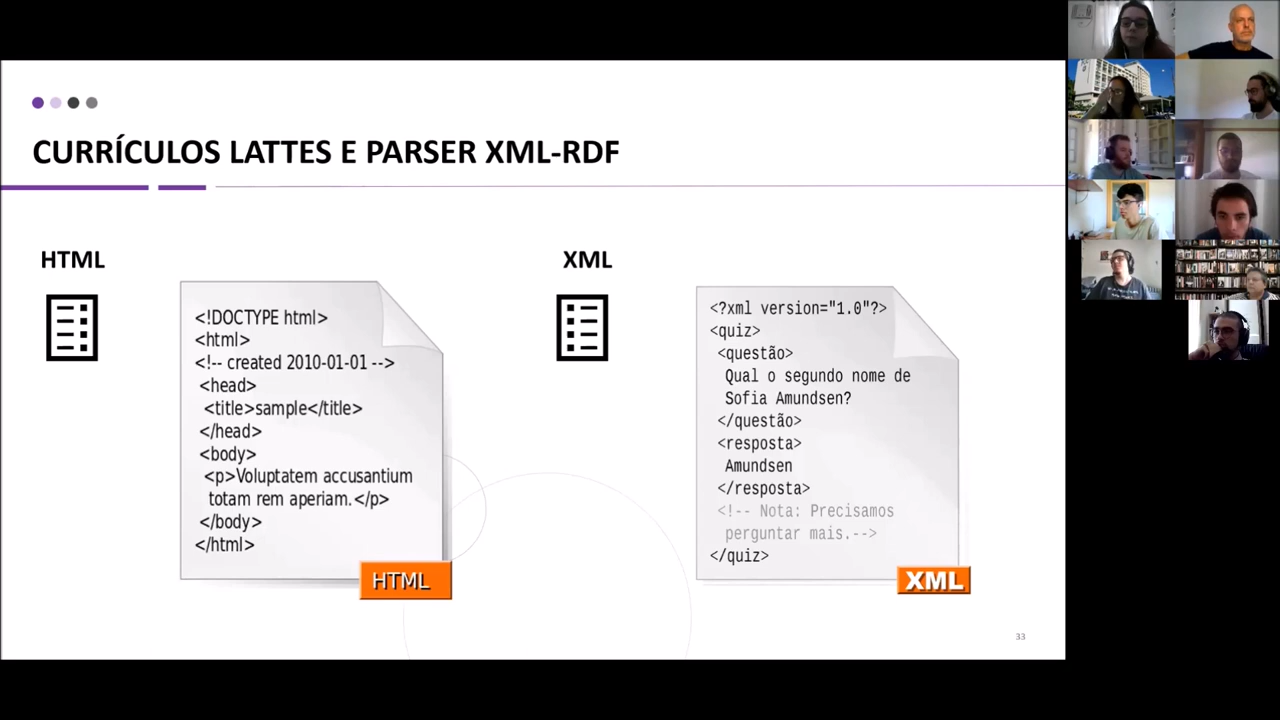 CURRÍCULOS LATTES E PARSER XML-RDF
HTML
<!DOCTYPE html>
<html>
<!-- created 2010-01-01 -->
<head>
<title>sample</title>
</head>
<body>
<p>Voluptatem accusantium
totam rem aperiam.</p>
</body>
</html>
HTML
XML
<?xml version="1.0"?>
<quiz>
<questão>
Qual o segundo nome de
Sofia Amundsen?
</questão>
<resposta>
Amundsen
</resposta>
<!-- Nota: Precisamos
perguntar mais.-->
</quiz>
XML
33